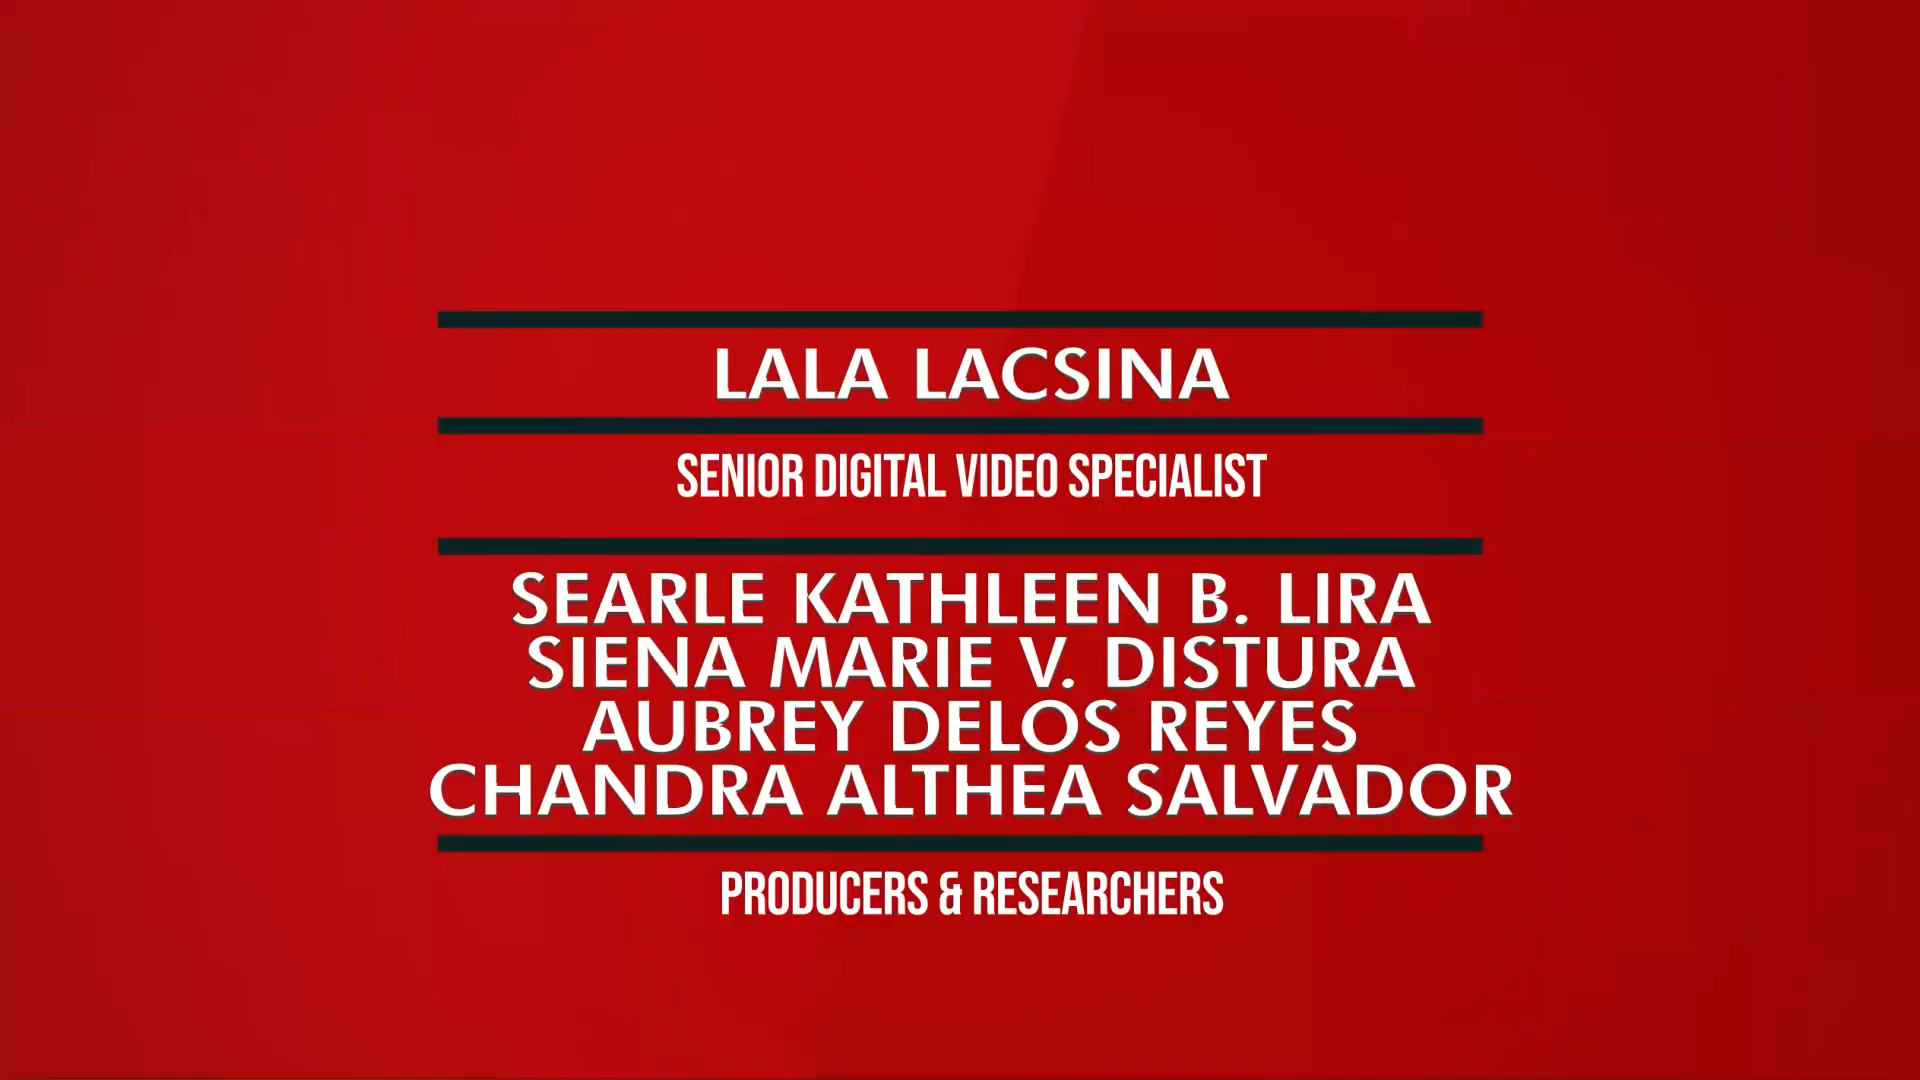 LALA LACSINA
SENIOR DIGITAL VIDEO SPECIALIST
SEARLE KATHLEEN B. LIRA
SIENA MARIE V. DISTURA
AUBREY DELOS REYES
CHANDRA ALTHEA SALVADOR
PRODUCERS & RESEARCHERS